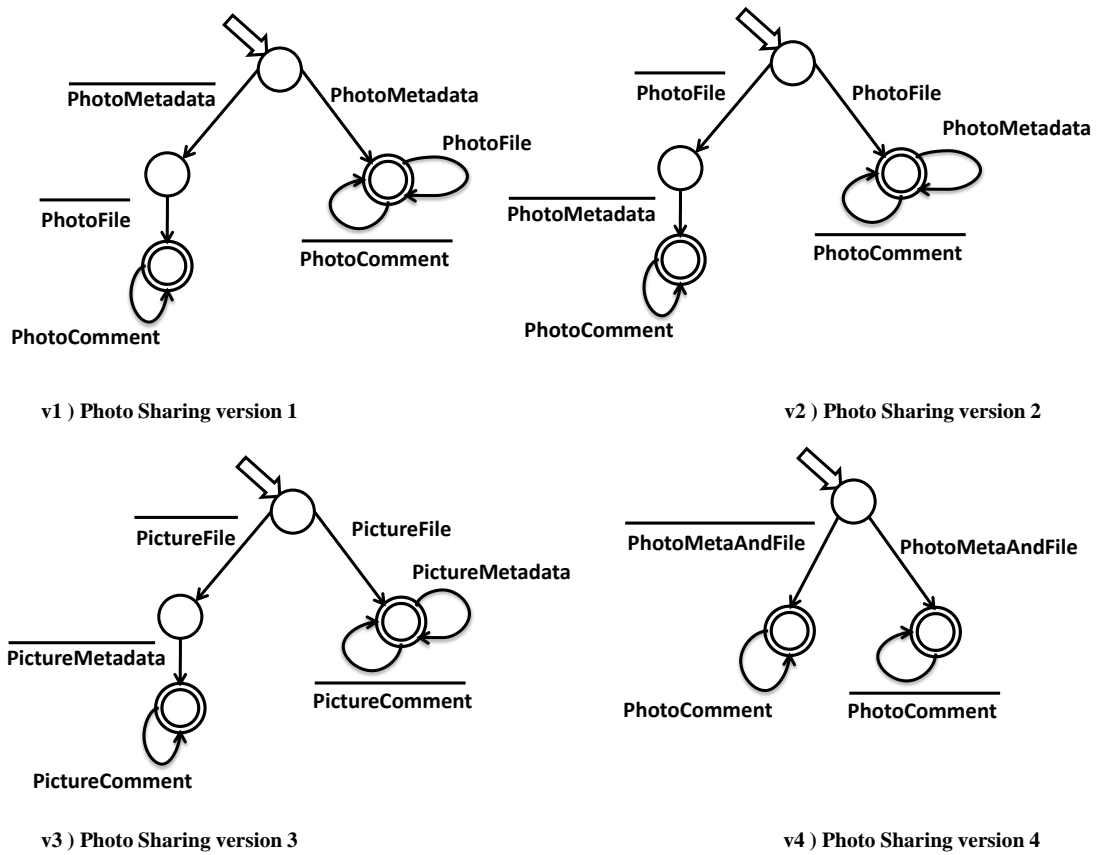 PhotoMetadata
PhotoMetadata
PhotoFile
PhotoFile
PhotoComment
PhotoComment
v1 ) Photo Sharing version 1
PhotoFile
PhotoFile
PhotoMetadata
PhotoMetadata
PhotoComment
PhotoComment
v2 ) Photo Sharing version 2
PictureFile
PictureFile
PictureMetadata
PictureMetadata
PictureComment
PictureComment
v3 ) Photo Sharing version 3
PhotoMetaAndFile
PhotoMetaAndFile
PhotoComment
PhotoComment
v4 ) Photo Sharing version 4